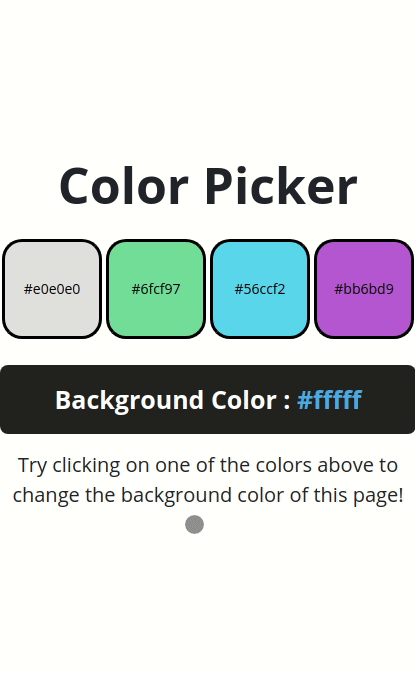 Color Picker
#e0e0e0 #6fcf97 #56ccf2 #bb6bd9
Background Color : #fffff
Try clicking on one of the colors above to
change the background color of this page!